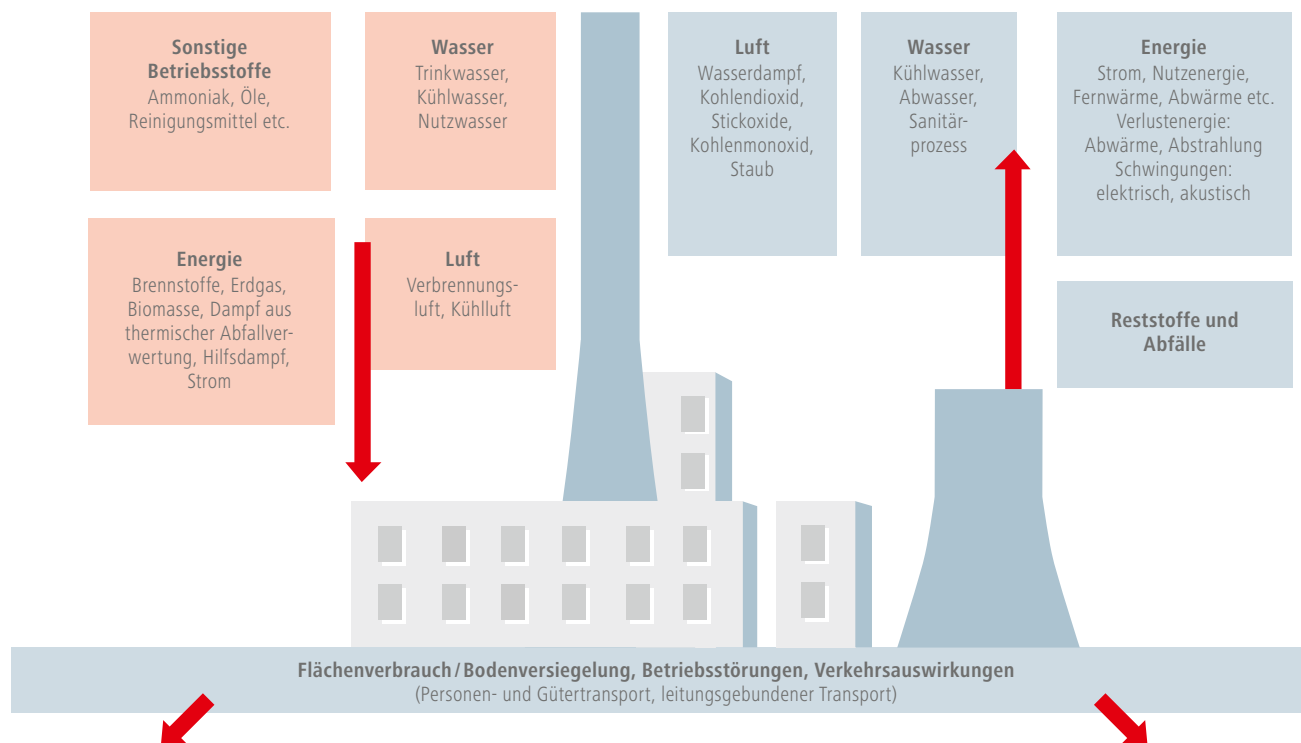 Sonstige
Betriebsstoffe
Ammoniak, Öle,
Reinigungsmittel etc.
Wasser
Trinkwasser,
Kühlwasser,
Nutzwasser
Luft
Wasserdampf,
Kohlendioxid,
Stickoxide,
Kohlenmonoxid,
Staub
Wasser
Kühlwasser,
Abwasser,
Sanitär-
prozess
Energie
Strom, Nutzenergie,
Fernwärme, Abwärme etc.
Verlustenergie:
Abwärme, Abstrahlung
Schwingungen:
elektrisch, akustisch
Energie
Brennstoffe, Erdgas,
Biomasse, Dampf aus
thermischer Abfallver-
wertung, Hilfsdampf,
Strom
Luft
Verbrennungs-
luft, Kühlluft
Reststoffe und
Abfälle
Flächenverbrauch/Bodenversiegelung, Betriebsstörungen, Verkehrsauswirkungen
(Personen- und Gütertransport, leitungsgebundener Transport)